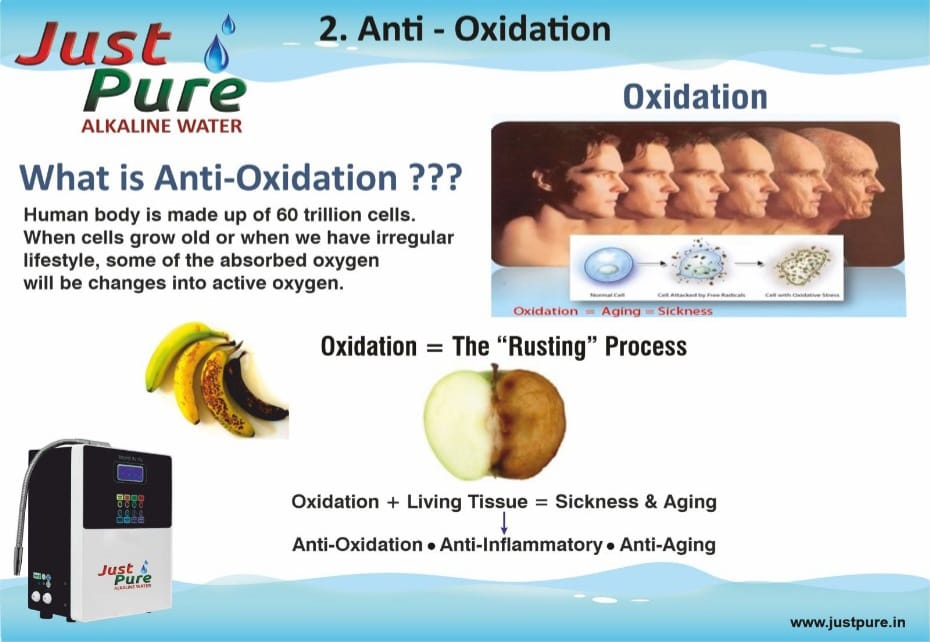 Just
Pure
ALKALINE WATER
2. Anti - Oxidation
Oxidation
What is Anti-Oxidation ???
Human body is made up of 60 trillion cells.
When cells grow old or when we have irregular
lifestyle, some of the absorbed oxygen
will be changes into active oxygen.
Normal Cell
Cell Attacked by Free Radicals
Cell with Oxidative Stress
Oxidation = Aging = Sickness
Oxidation = The “Rusting” Process
Oxidation + Living Tissue = Sickness & Aging
Anti-Oxidation • Anti-Inflammatory • Anti-Aging
Just
Pure
ALKALINE WATER
www.justpure.in